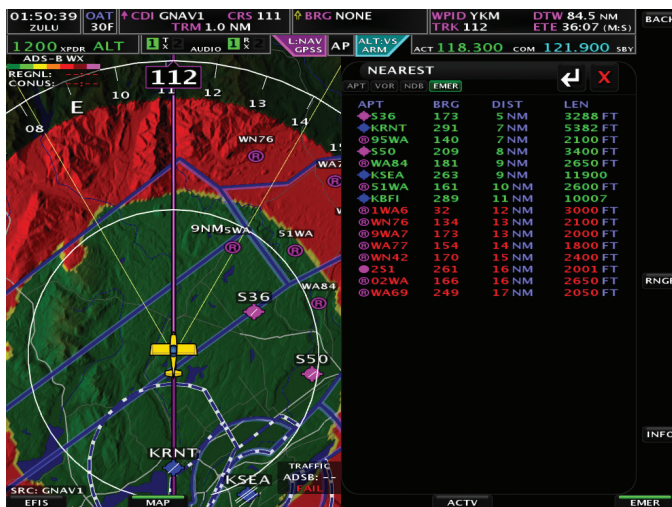 01:50:39 OAT CDI GNAV1 CRS 111 BRG NONE WPID YKM DTW 84.5 NM BACK
ZULU 30F TRM 1.0 NM TRK 112 ETE 36:07 (M:S)
1200 XPDR ALT 1 TX RX AUDIO 1 TX RX 2 L:NAV GPSS AP ALT:VS ARM ACT 118.300 COM 121.900 SBY
ADS-B WX
REGNL: --:--
CONUS: --:--
112
08 E 10 11 12 13 14 15
WN76
9NM
5WA
51WA
WA84
S36
S50
KRNT
KSEA
TRAFFIC
ADSB: --
FAIL
SRC: GNAV1
EFIS MAP
NEAREST X
APT VOR NDB EMER
APT BRG DIST LEN
S36 173 5 NM 3288 FT
KRNT 291 7 NM 5382 FT
R 95WA 140 7 NM 2100 FT
S50 209 8 NM 3400 FT
R WA84 181 9 NM 2650 FT
KSEA 263 9 NM 11900
R 51WA 161 10 NM 2600 FT
KBFI 289 11 NM 10007
R 1WA6 32 12 NM 3000 FT
R WN76 134 13 NM 2100 FT
R 9WA7 173 13 NM 2000 FT
R WA77 154 14 NM 1800 FT
R WN42 170 15 NM 2400 FT
2S1 261 16 NM 2001 FT
R 02WA 166 16 NM 2650 FT
R WA69 249 17 NM 2050 FT
INFO
ACTV EMER